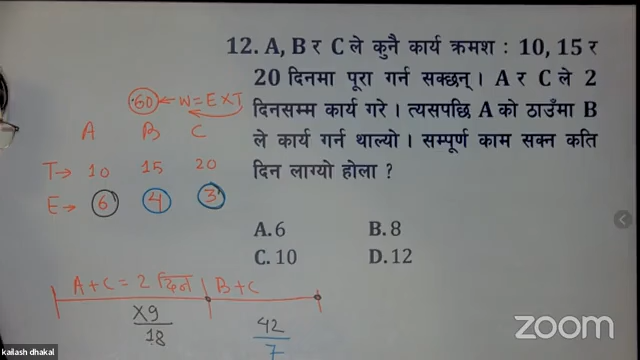 12. A, B र C ले कुनै कार्य क्रमश : 10, 15 र
20 दिनमा पूरा गर्न सक्छन् । A र C ले 2
दिनसम्म कार्य गरे । त्यसपछि A को ठाउँमा B
ले कार्य गर्न थाल्यो । सम्पूर्ण काम सक्न कति
दिन लाग्यो होला ?
A. 6 B. 8
C. 10 D. 12
60 ← W = E X T
A B C
T → 10 15 20
E → 6 4 3
A + C = 2 दिन B + C
X 9
18
42
7
zoom
kailash dhakal